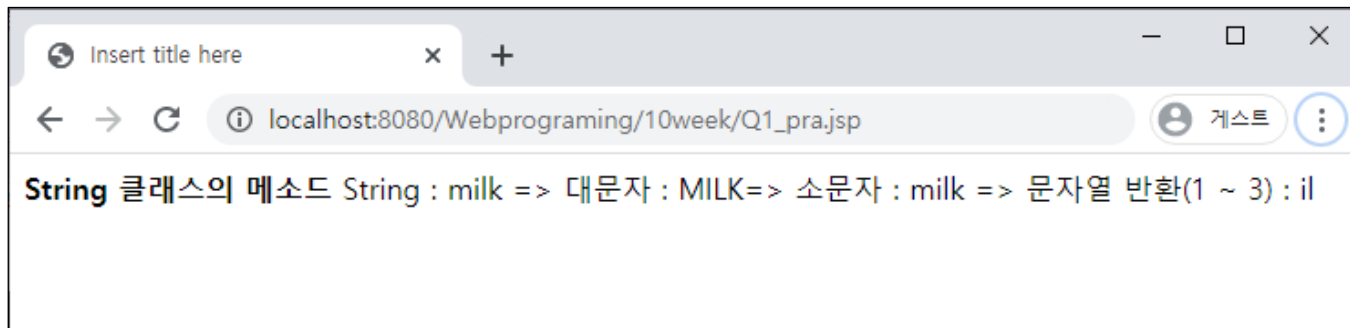 Insert title here
localhost:8080/Webprograming/10week/Q1_pra.jsp
게스트
String 클래스의 메소드 String : milk => 대문자 : MILK=> 소문자 : milk => 문자열 반환(1 ~ 3) : il